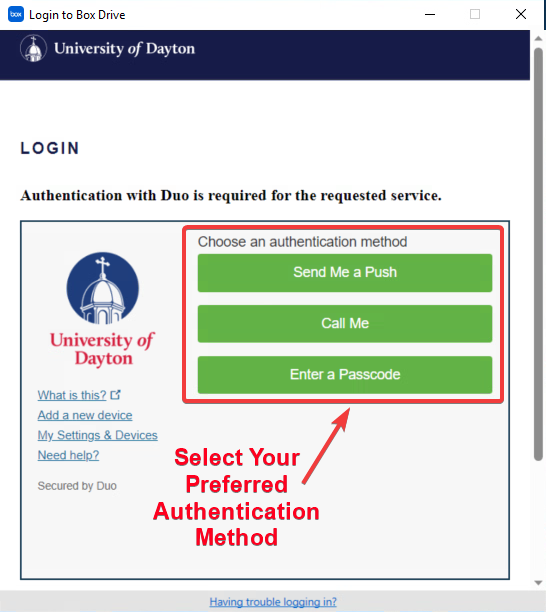 box
Login to Box Drive
University of Dayton
LOGIN
Authentication with Duo is required for the requested service.
Choose an authentication method
Send Me a Push
Call Me
Enter a Passcode
University of
Dayton
What is this?
Add a new device
My Settings & Devices
Need help?
Secured by Duo
Select Your
Preferred
Authentication
Method
Having trouble logging in?